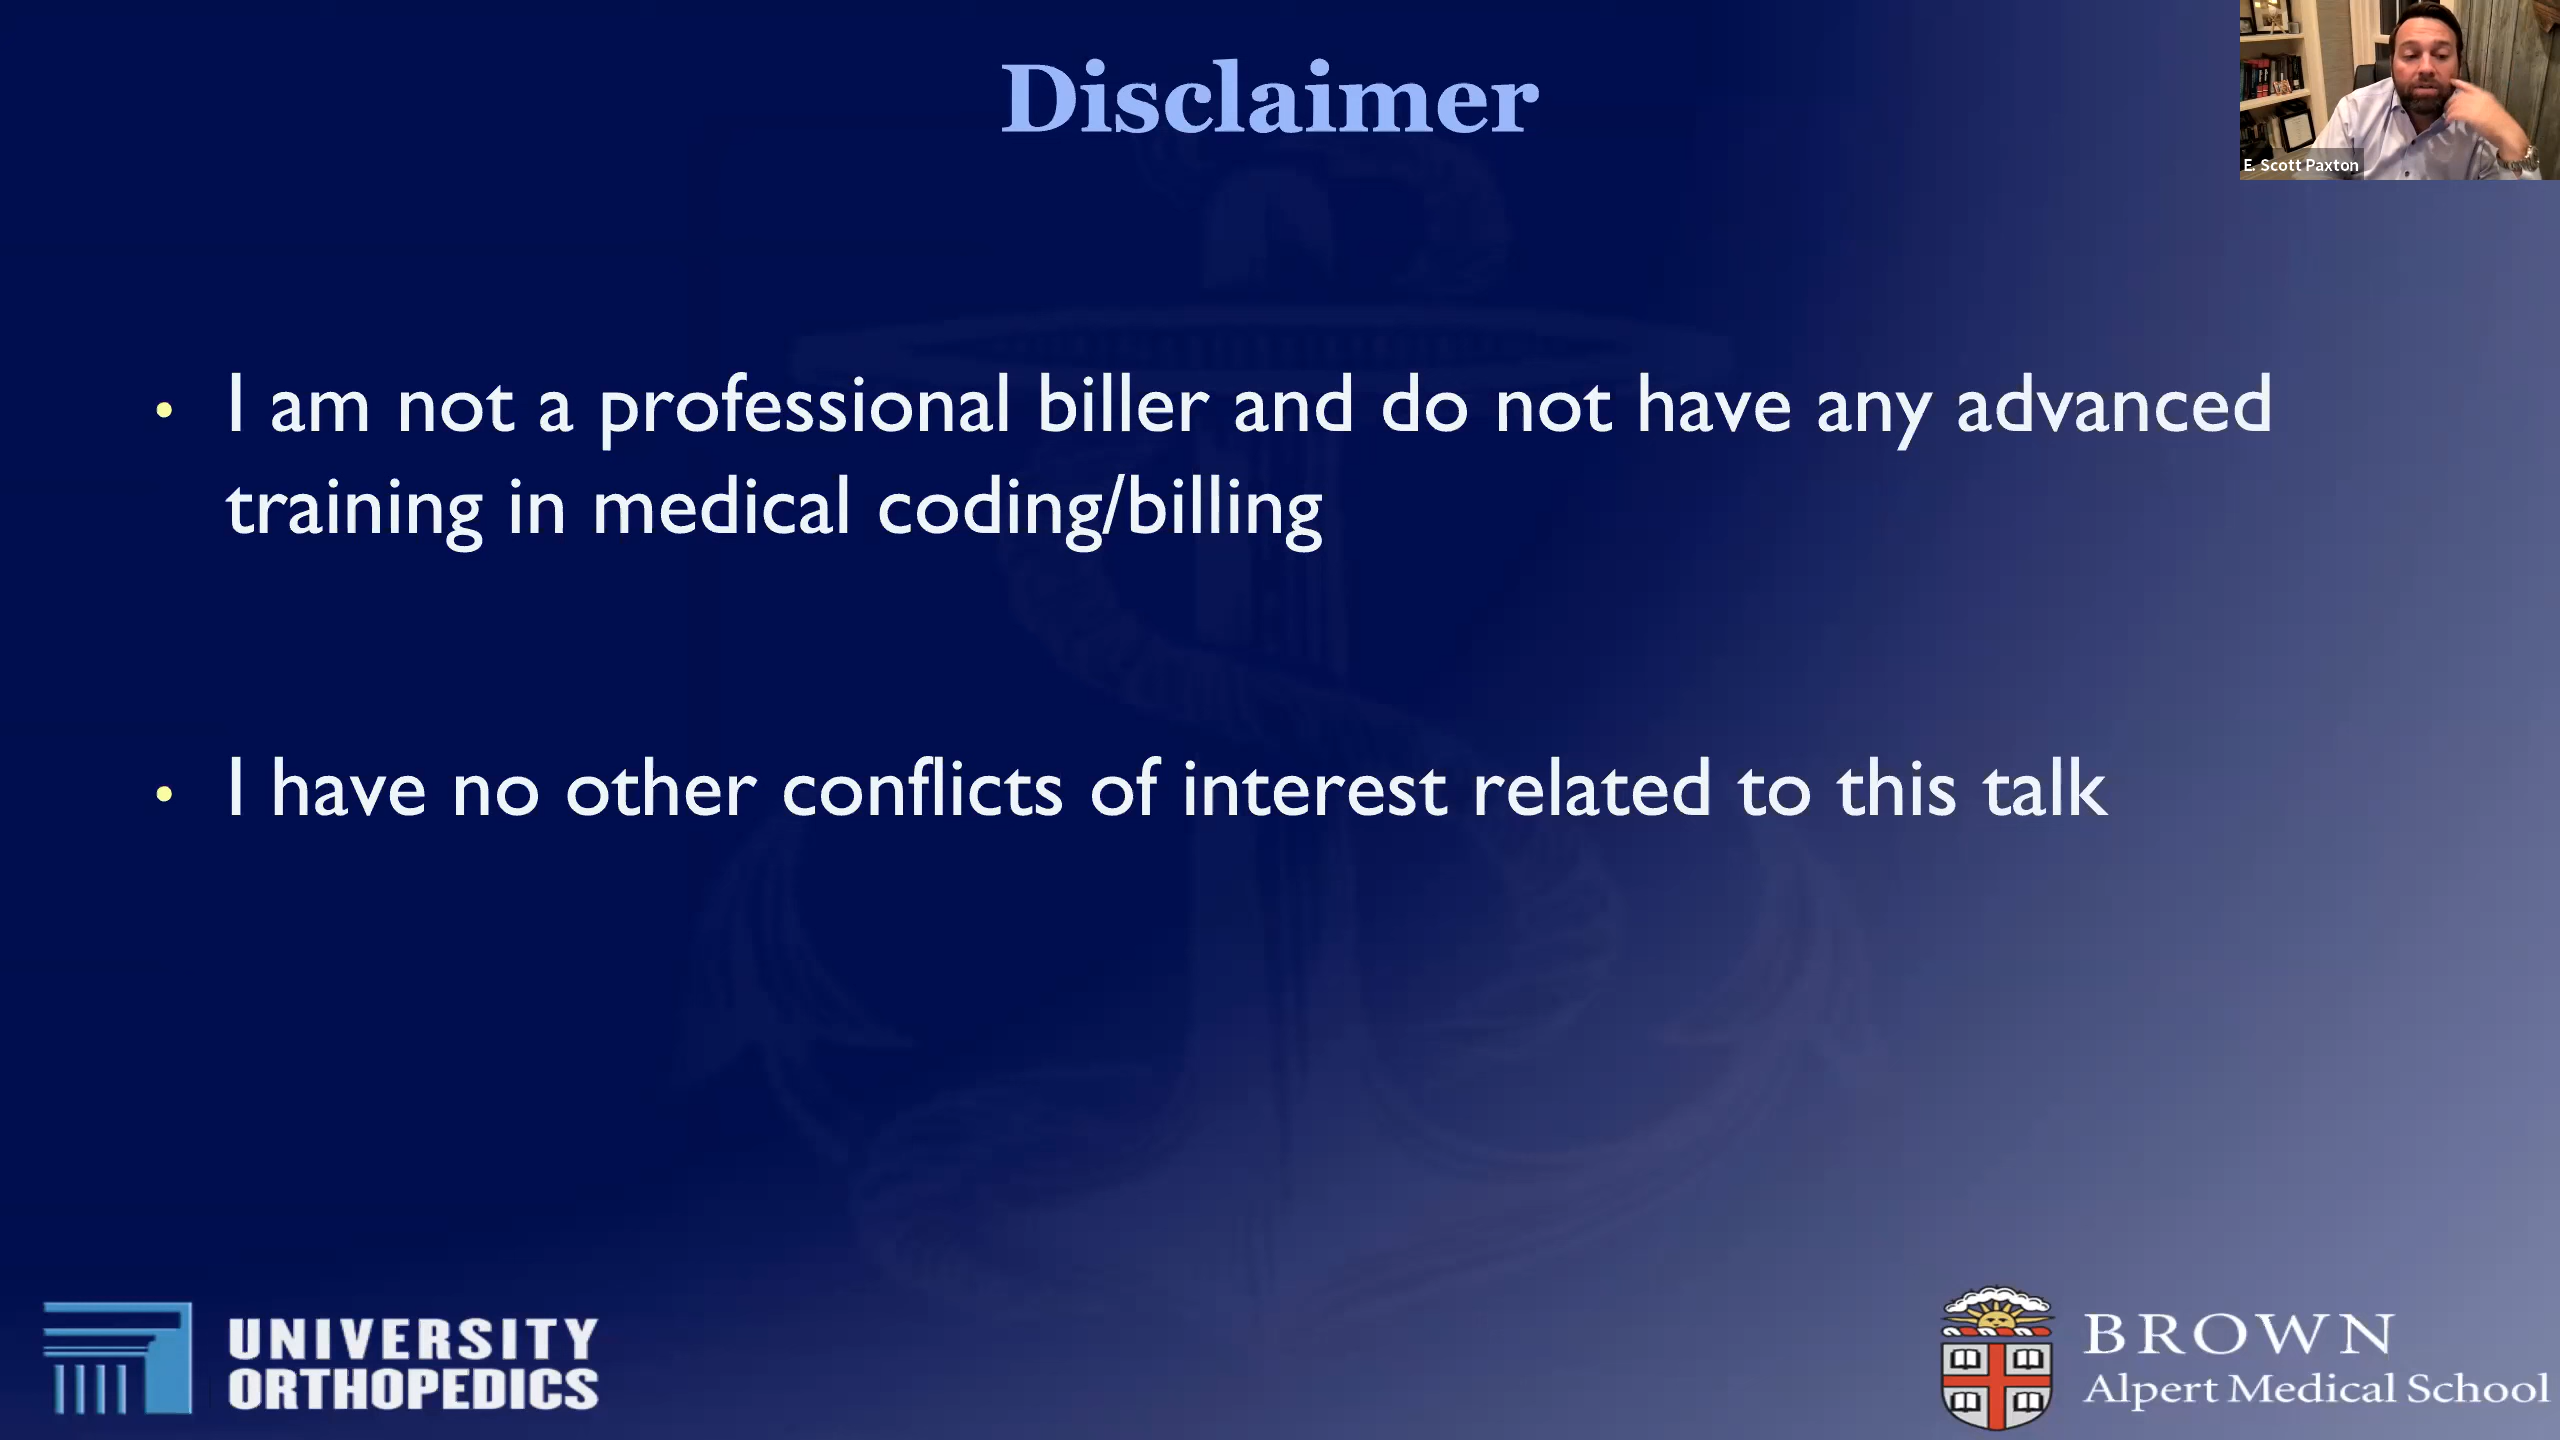 Disclaimer
E. Scott Paxton
• I am not a professional biller and do not have any advanced
training in medical coding/billing
• I have no other conflicts of interest related to this talk
UNIVERSITY
ORTHOPEDICS
BROWN
Alpert Medical School